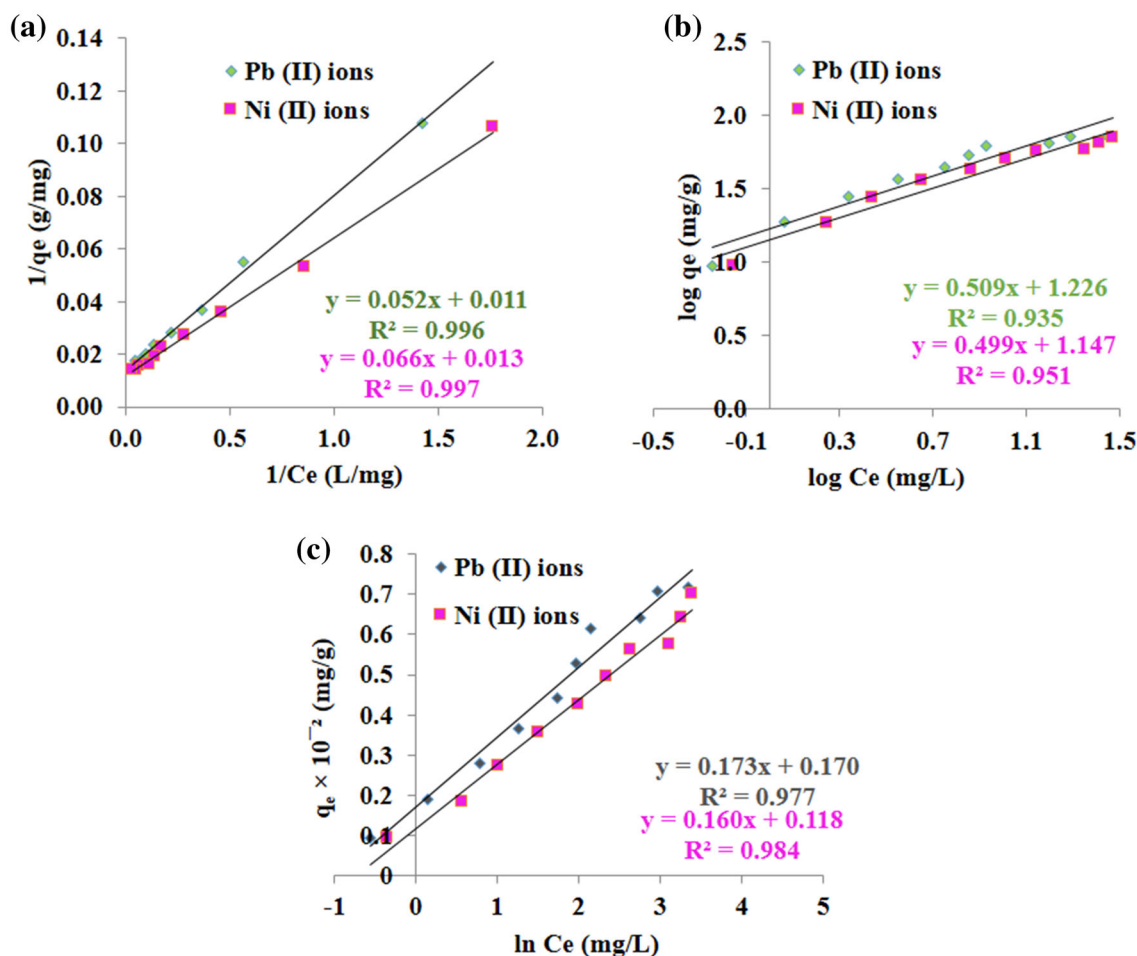 (a)
0.14
0.12
0.10
0.08
0.06
0.04
0.02
0.00
1/qe (g/mg)
Pb (II) ions
Ni (II) ions
y = 0.052x + 0.011
R² = 0.996
y = 0.066x + 0.013
R² = 0.997
0.0 0.5 1.0 1.5 2.0
1/Ce (L/mg)
(b)
2.5
2.0
1.5
1.0
0.5
0.0
log qe (mg/g)
Pb (II) ions
Ni (II) ions
y = 0.509x + 1.226
R² = 0.935
y = 0.499x + 1.147
R² = 0.951
-0.5 -0.1 0.3 0.7 1.1 1.5
log Ce (mg/L)
(c)
0.8
0.7
0.6
0.5
0.4
0.3
0.2
0.1
0
qₑ × 10⁻² (mg/g)
Pb (II) ions
Ni (II) ions
y = 0.173x + 0.170
R² = 0.977
y = 0.160x + 0.118
R² = 0.984
-1 0 1 2 3 4 5
ln Ce (mg/L)